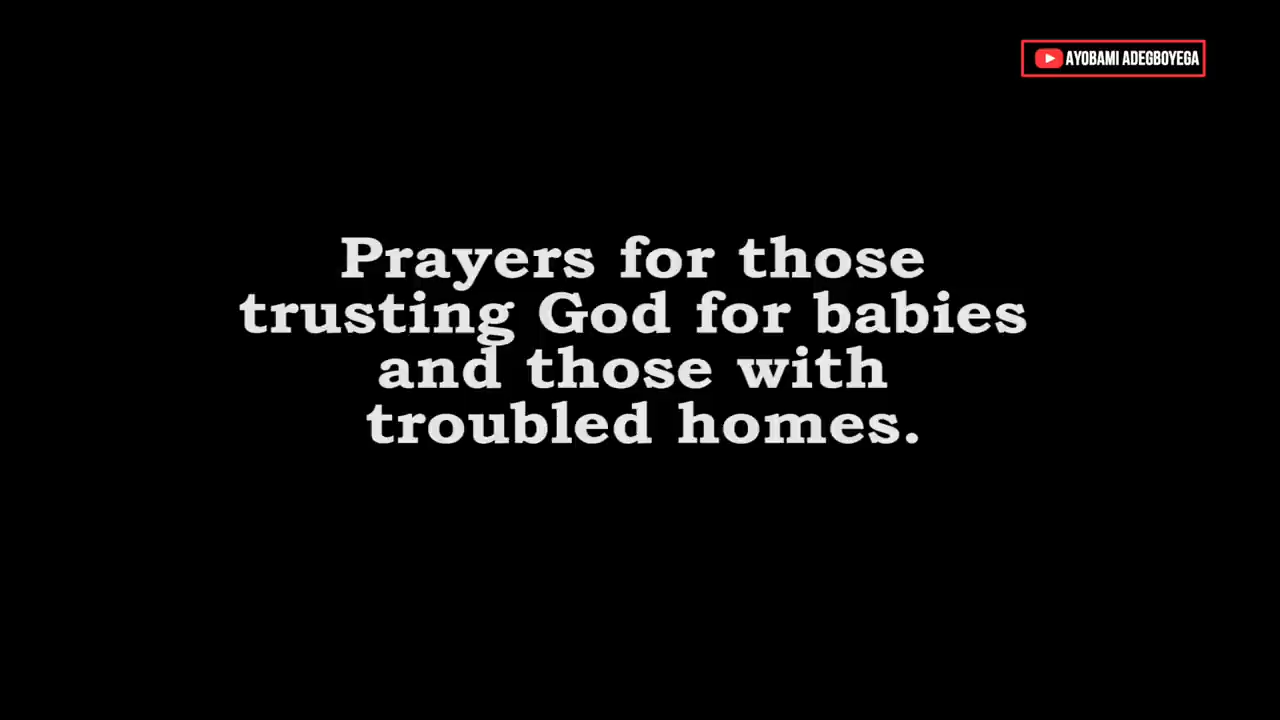 AYOBAMI ADEGBOYEGA
Prayers for those
trusting God for babies
and those with
troubled homes.